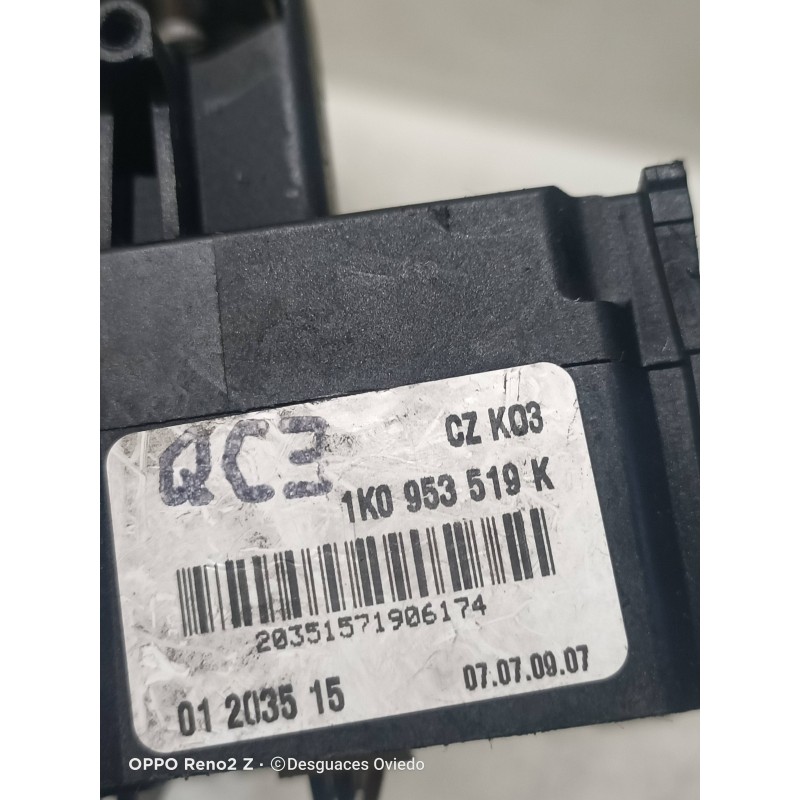 QC3
CZ K03
1K0 953 519 K
20351571906174
01 2035 15
07.07.09.07
OPPO Reno2 Z · ©Desguaces Oviedo